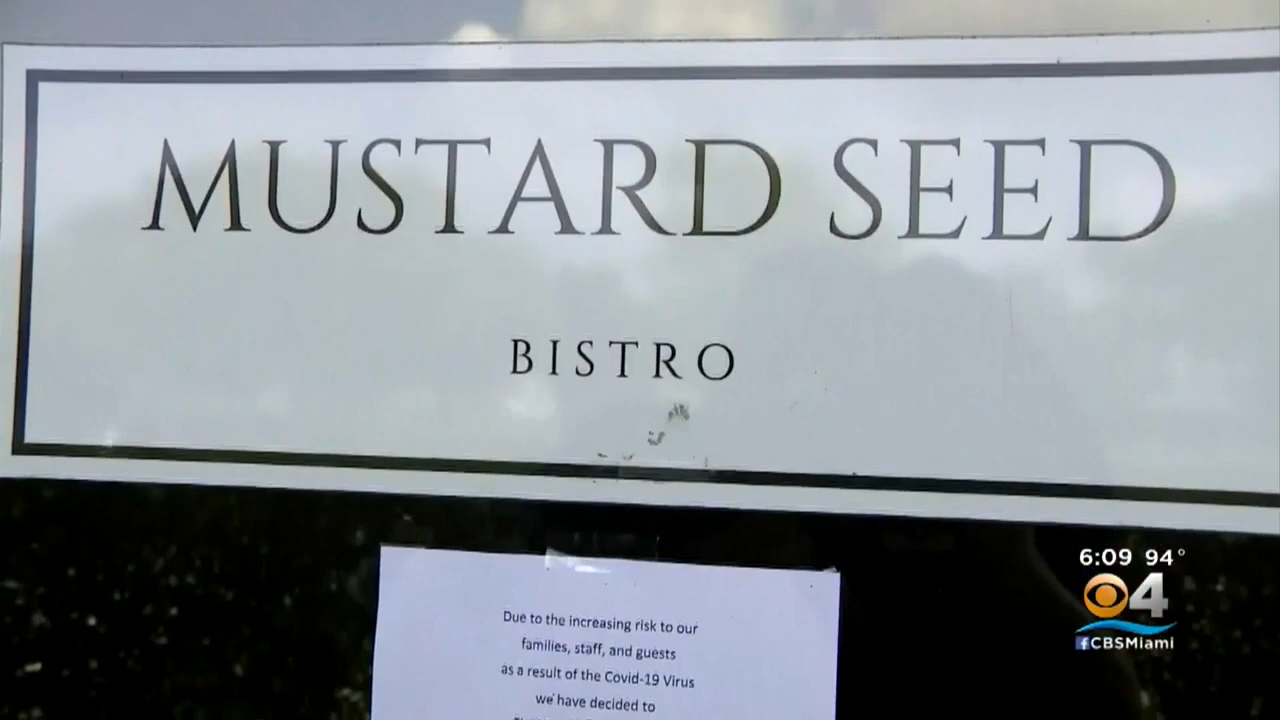 MUSTARD SEED
BISTRO
Due to the increasing risk to our
families, staff, and guests
as a result of the Covid-19 Virus
we have decided to
6:09 94°
4
CBSMiami